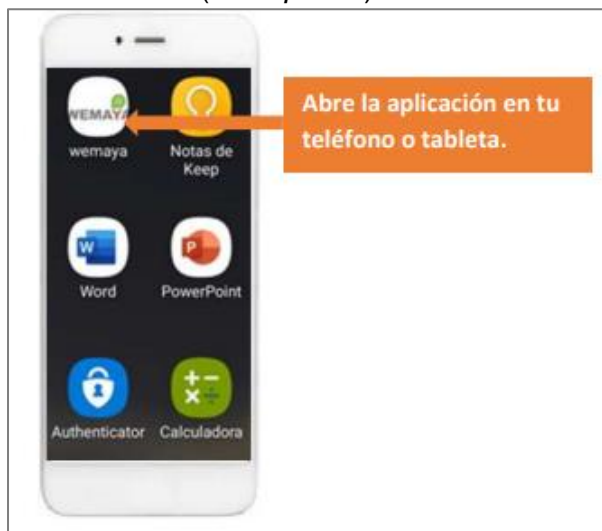 WEMAYA
Abre la aplicación en tu
teléfono o tableta.
wemaya
Notas de
Keep
W
P
Word
PowerPoint
Authenticator
Calculadora